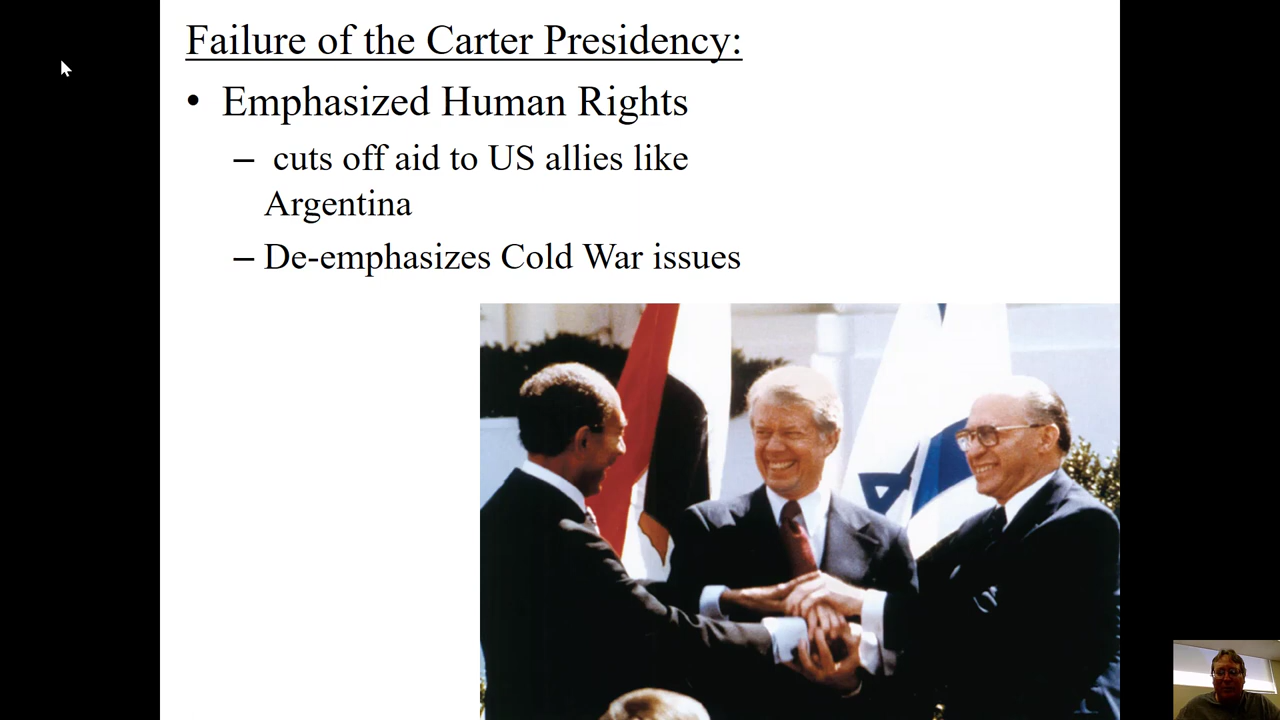 Failure of the Carter Presidency:
• Emphasized Human Rights
– cuts off aid to US allies like
Argentina
– De-emphasizes Cold War issues